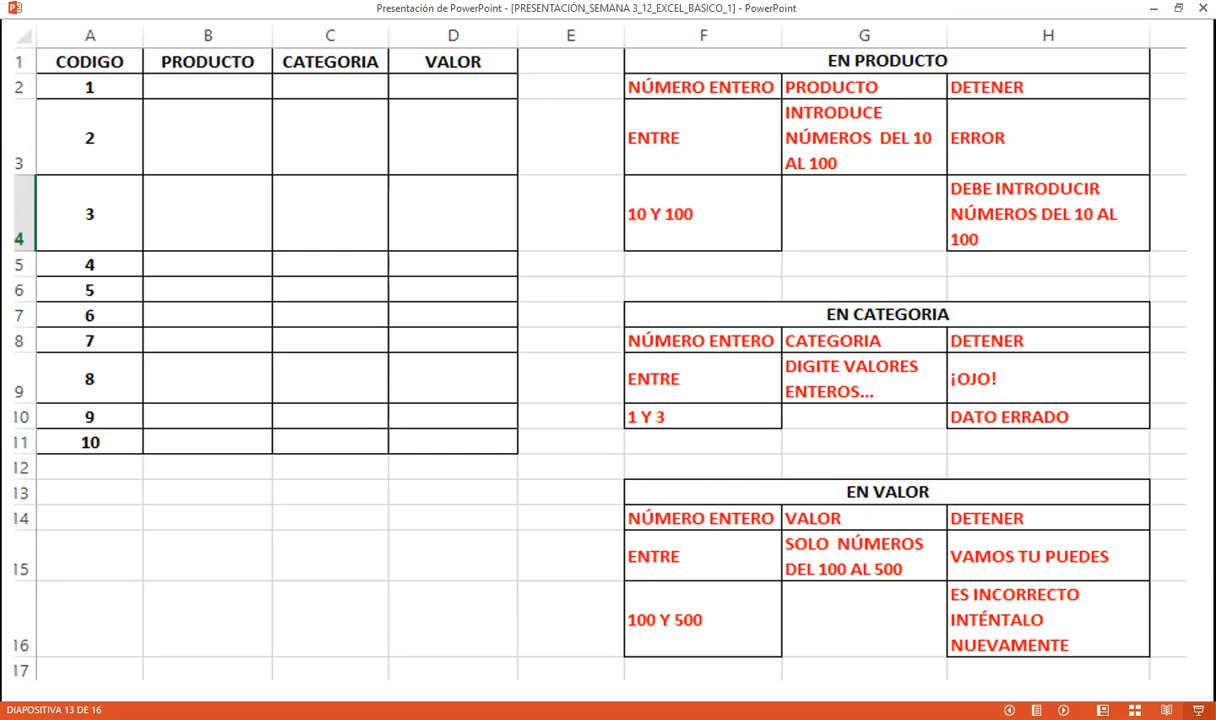 Presentación de PowerPoint - [PRESENTACIÓN_SEMANA 3_12_EXCEL_BASICO_1] - PowerPoint
A B C D E F G H
1 CODIGO PRODUCTO CATEGORIA VALOR EN PRODUCTO
2 1 NÚMERO ENTERO PRODUCTO DETENER
INTRODUCE
2 ENTRE NÚMEROS DEL 10 ERROR
3 AL 100
DEBE INTRODUCIR
3 10 Y 100 NÚMEROS DEL 10 AL
4 100
5 4
6 5
7 6 EN CATEGORIA
8 7 NÚMERO ENTERO CATEGORIA DETENER
DIGITE VALORES
8 ENTRE ¡OJO!
9 ENTEROS...
10 9 1 Y 3 DATO ERRADO
11 10
12
13 EN VALOR
14 NÚMERO ENTERO VALOR DETENER
SOLO NÚMEROS
ENTRE VAMOS TU PUEDES
15 DEL 100 AL 500
ES INCORRECTO
100 Y 500 INTÉNTALO
16 NUEVAMENTE
17
DIAPOSITIVA 13 DE 16